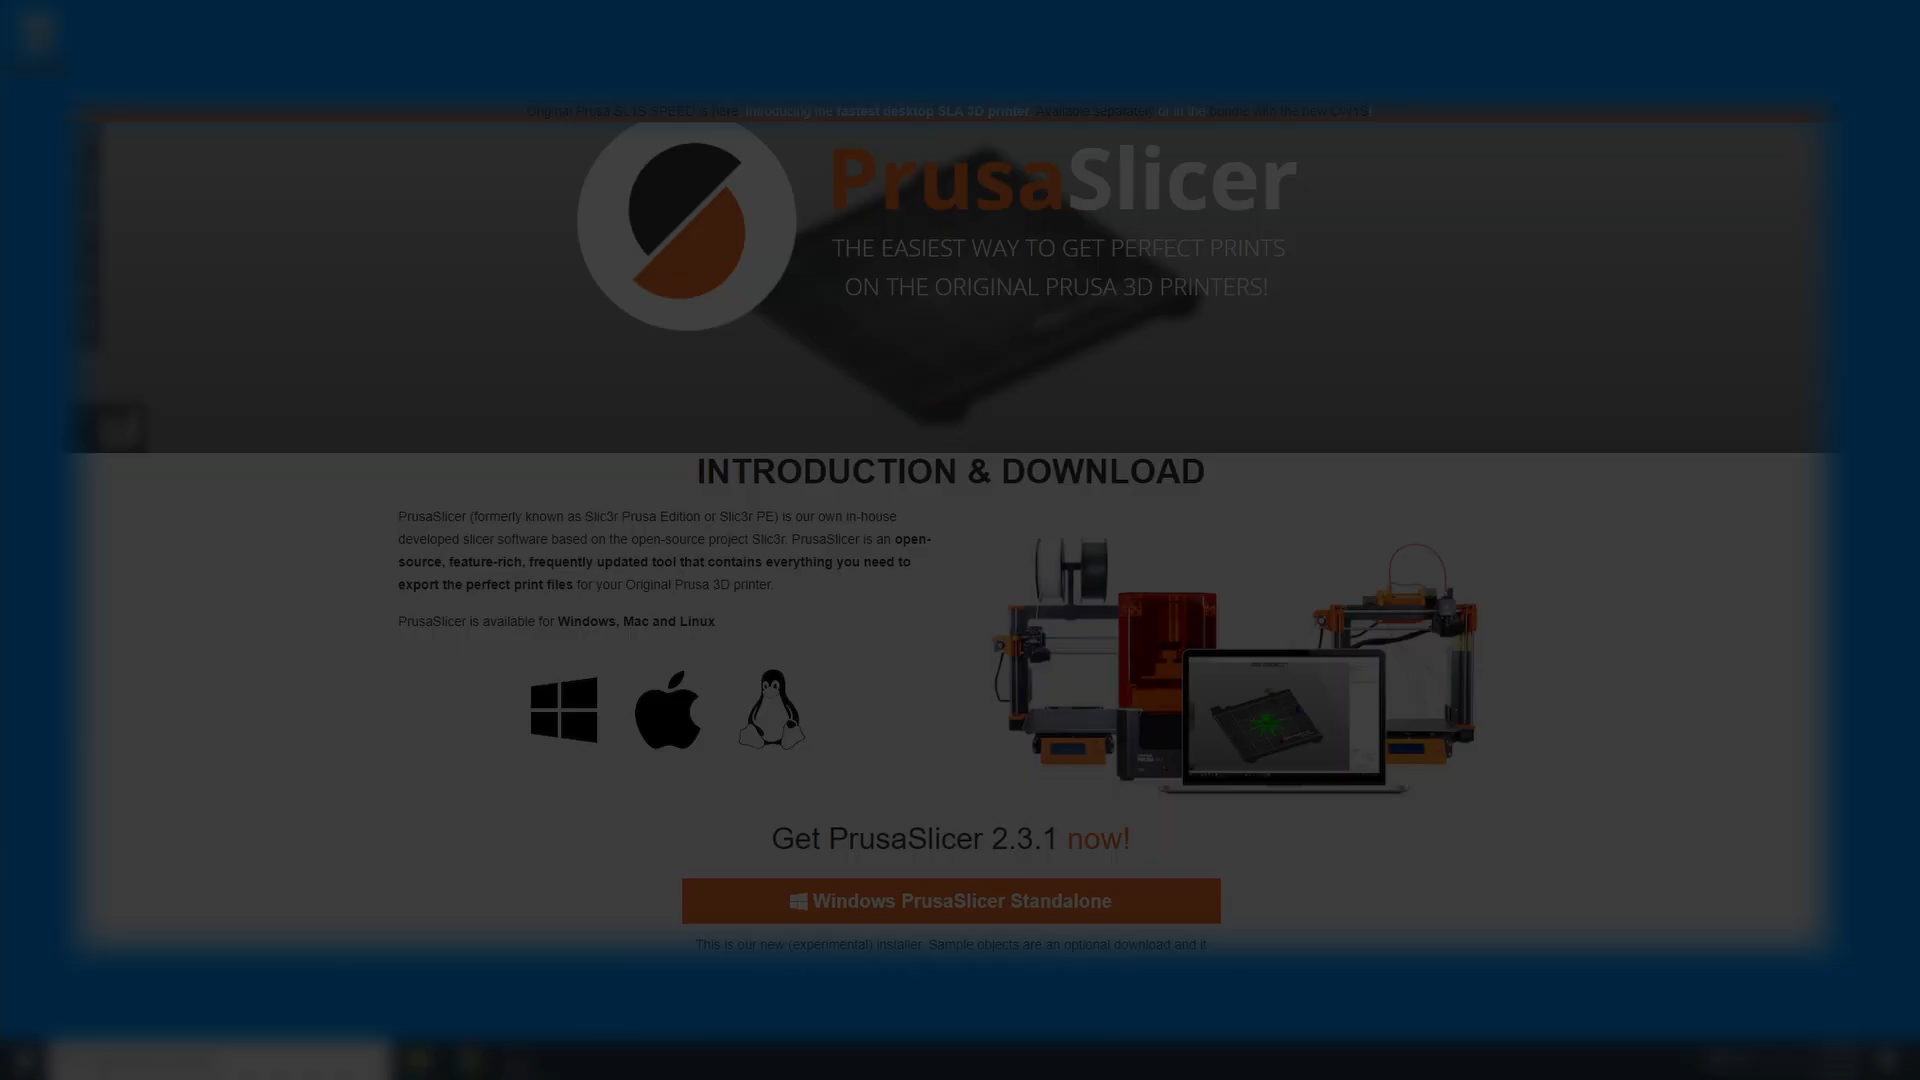 Original Prusa SL1S SPEED is here. Introducing the fastest desktop SLA 3D printer. Available separately or in the bundle with the new CW1S!
PrusaSlicer
THE EASIEST WAY TO GET PERFECT PRINTS
ON THE ORIGINAL PRUSA 3D PRINTERS!
INTRODUCTION & DOWNLOAD
PrusaSlicer (formerly known as Slic3r Prusa Edition or Slic3r PE) is our own in-house
developed slicer software based on the open-source project Slic3r. PrusaSlicer is an open-
source, feature-rich, frequently updated tool that contains everything you need to
export the perfect print files for your Original Prusa 3D printer.
PrusaSlicer is available for Windows, Mac and Linux
Get PrusaSlicer 2.3.1 now!
Windows PrusaSlicer Standalone
This is our new (experimental) installer. Sample objects are an optional download and it